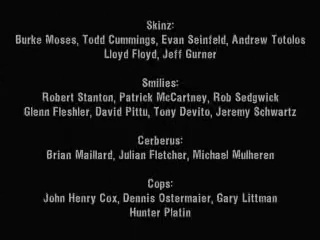 Skinz:
Burke Moses, Todd Cummings, Evan Seinfeld, Andrew Totolos
Lloyd Floyd, Jeff Gurner
Smilies:
Robert Stanton, Patrick McCartney, Rob Sedgwick
Glenn Fleshler, David Pittu, Tony Devito, Jeremy Schwartz
Cerberus:
Brian Maillard, Julian Fletcher, Michael Mulheren
Cops:
John Henry Cox, Dennis Ostermaier, Gary Littman
Hunter Platin